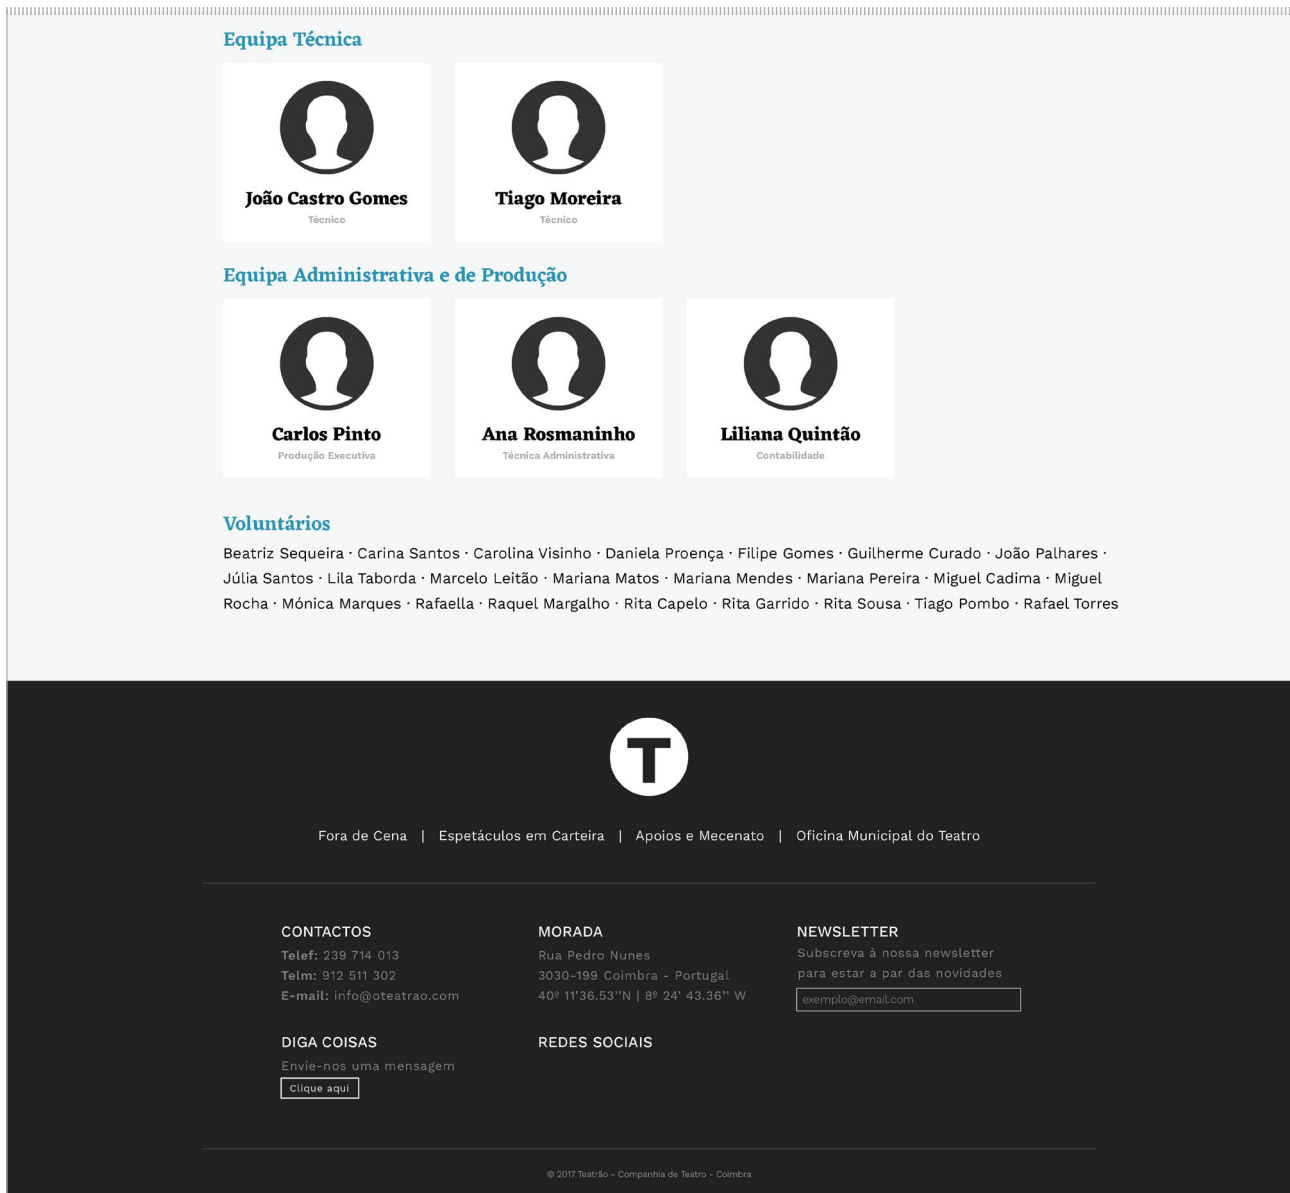 Equipa Técnica
João Castro Gomes
Técnico
Tiago Moreira
Técnico
Equipa Administrativa e de Produção
Carlos Pinto
Produção Executiva
Ana Rosmaninho
Técnica Administrativa
Liliana Quintão
Contabilidade
Voluntários
Beatriz Sequeira · Carina Santos · Carolina Visinho · Daniela Proença · Filipe Gomes · Guilherme Curado · João Palhares ·
Júlia Santos · Lila Taborda · Marcelo Leitão · Mariana Matos · Mariana Mendes · Mariana Pereira · Miguel Cadima · Miguel
Rocha · Mónica Marques · Rafaella · Raquel Margalho · Rita Capelo · Rita Garrido · Rita Sousa · Tiago Pombo · Rafael Torres
T
Fora de Cena | Espetáculos em Carteira | Apoios e Mecenato | Oficina Municipal do Teatro
CONTACTOS
Telef: 239 714 013
Telm: 912 511 302
E-mail: info@oteatrao.com
MORADA
Rua Pedro Nunes
3030-199 Coimbra - Portugal
40º 11’36.53’’N | 8º 24’ 43.36’’ W
NEWSLETTER
Subscreva à nossa newsletter
para estar a par das novidades
exemplo@email.com
DIGA COISAS
Envie-nos uma mensagem
Clique aqui
REDES SOCIAIS
© 2017 Teatrão - Companhia de Teatro - Coimbra